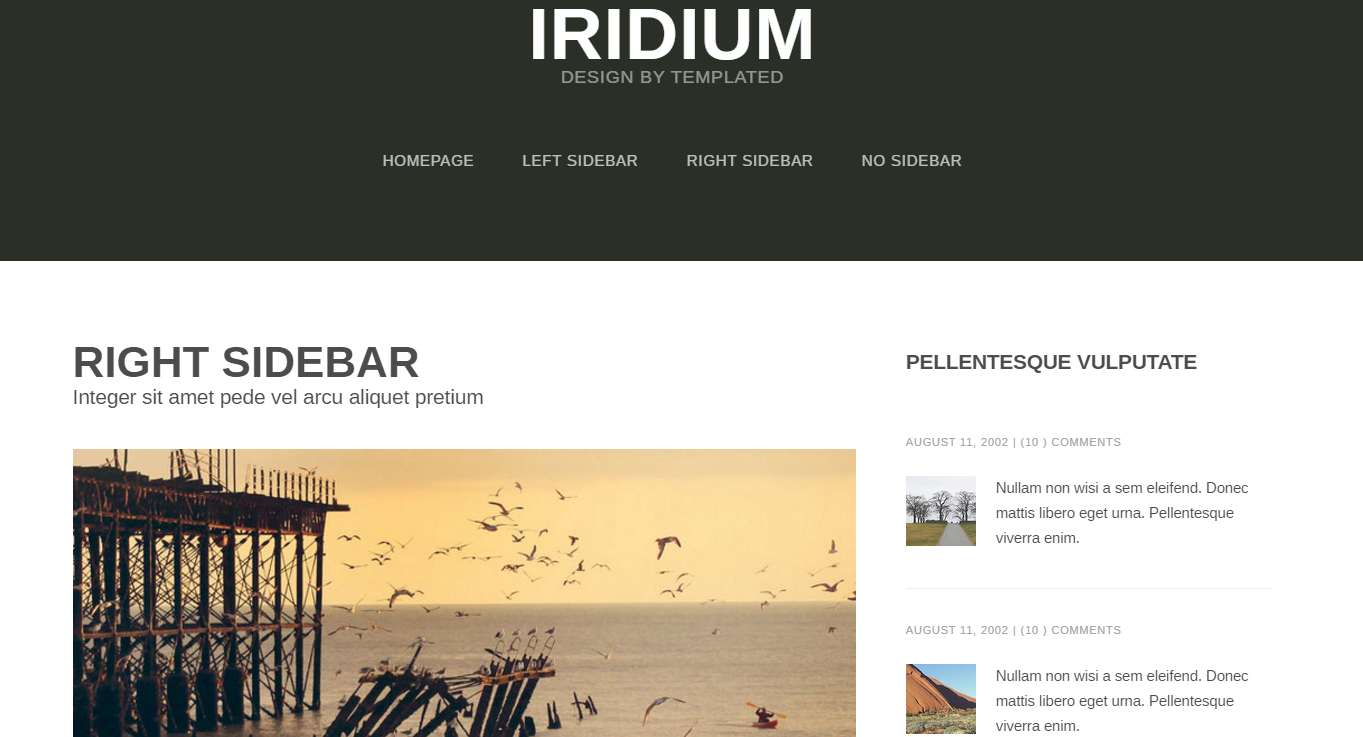 IRIDIUM
DESIGN BY TEMPLATED
HOMEPAGE LEFT SIDEBAR RIGHT SIDEBAR NO SIDEBAR
RIGHT SIDEBAR
Integer sit amet pede vel arcu aliquet pretium
PELLENTESQUE VULPUTATE
AUGUST 11, 2002 | (10 ) COMMENTS
Nullam non wisi a sem eleifend. Donec
mattis libero eget urna. Pellentesque
viverra enim.
AUGUST 11, 2002 | (10 ) COMMENTS
Nullam non wisi a sem eleifend. Donec
mattis libero eget urna. Pellentesque
viverra enim.